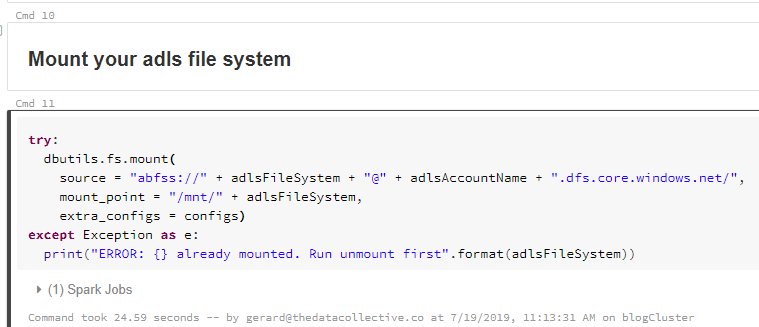 Cmd 10
Mount your adls file system
Cmd 11
try:
dbutils.fs.mount(
source = "abfss://" + adlsFileSystem + "@" + adlsAccountName + ".dfs.core.windows.net/",
mount_point = "/mnt/" + adlsFileSystem,
extra_configs = configs)
except Exception as e:
print("ERROR: {} already mounted. Run unmount first".format(adlsFileSystem))
(1) Spark Jobs
Command took 24.59 seconds -- by gerard@thedatacollective.co at 7/19/2019, 11:13:31 AM on blogCluster